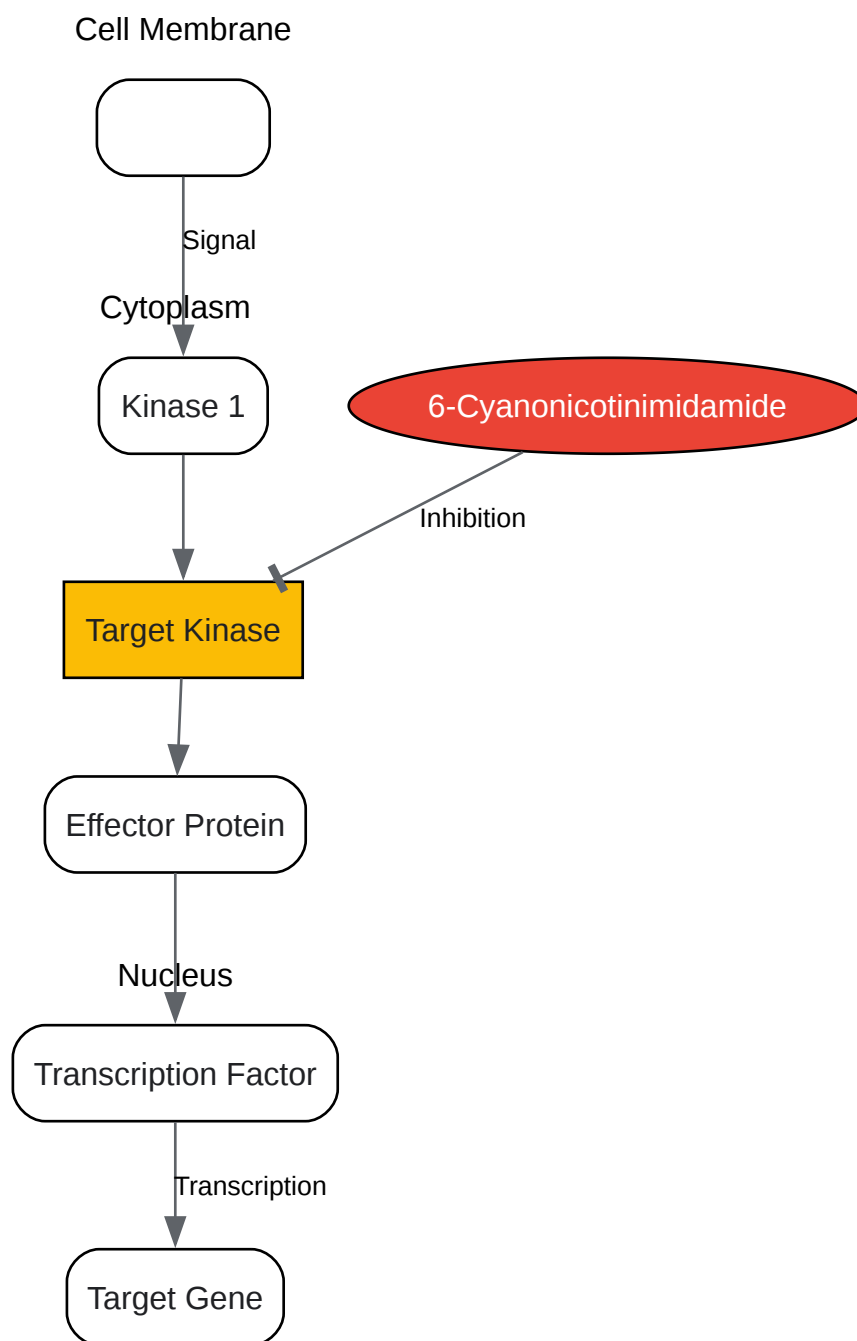 Cell Membrane
Signal
Cytoplasm
Kinase 1
6-Cyanonicotinimidamide
Inhibition
Target Kinase
Effector Protein
Nucleus
Transcription Factor
Transcription
Target Gene